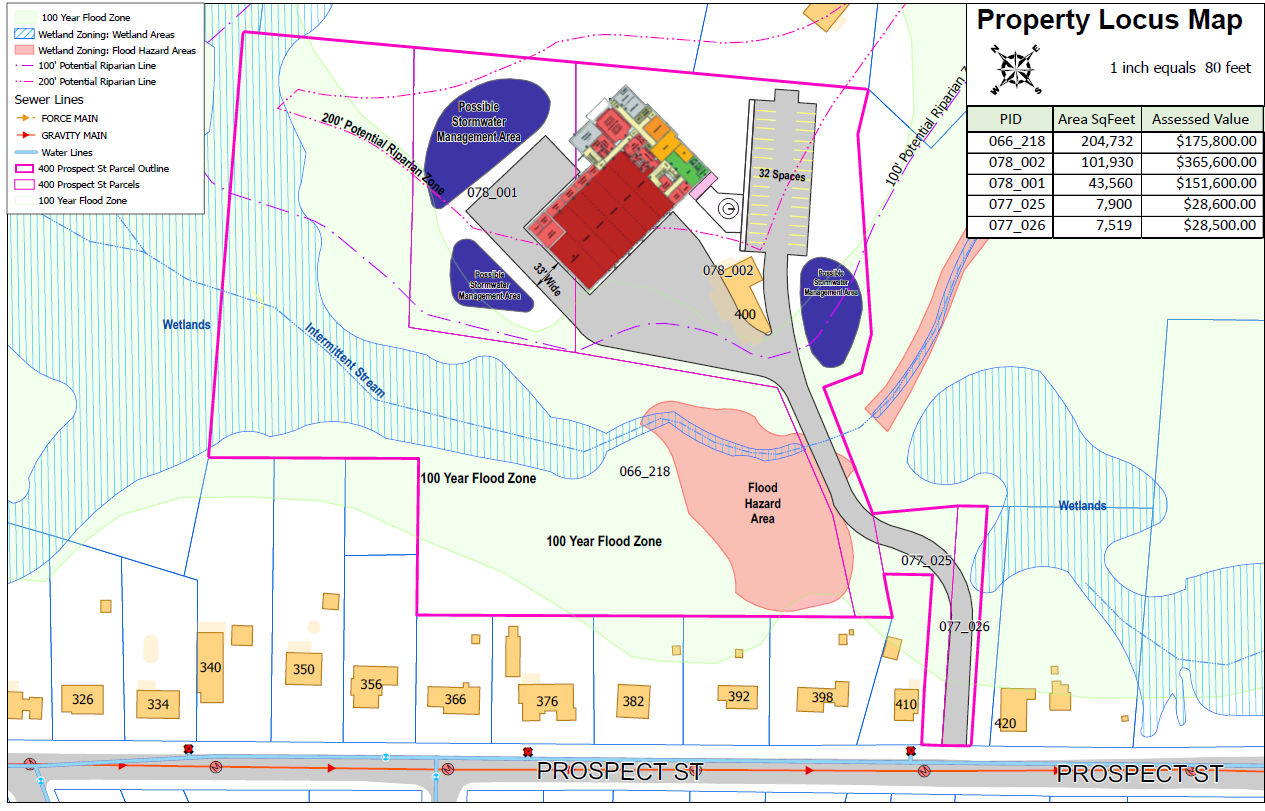 100 Year Flood Zone
Wetland Zoning: Wetland Areas
Wetland Zoning: Flood Hazard Areas
100' Potential Riparian Line
200' Potential Riparian Line
Sewer Lines
FORCE MAIN
GRAVITY MAIN
Water Lines
400 Prospect St Parcel Outline
400 Prospect St Parcels
100 Year Flood Zone
Property Locus Map
N
E
W
S
1 inch equals 80 feet
PID Area SqFeet Assessed Value
066_218 204,732 $175,800.00
078_002 101,930 $365,600.00
078_001 43,560 $151,600.00
077_025 7,900 $28,600.00
077_026 7,519 $28,500.00
Possible
Stormwater
Management Area
200' Potential Riparian Zone
100' Potential Riparian Z
078_001
32 Spaces
Possible
Stormwater
Management Area
33' Wide
078_002
400
Possible
Stormwater
Management Area
Wetlands
Intermittent Stream
066_218
100 Year Flood Zone
Flood
Hazard
Area
100 Year Flood Zone
Wetlands
077_025
077_026
326
334
340
350
356
366
376
382
392
398
410
420
PROSPECT ST
PROSPECT ST